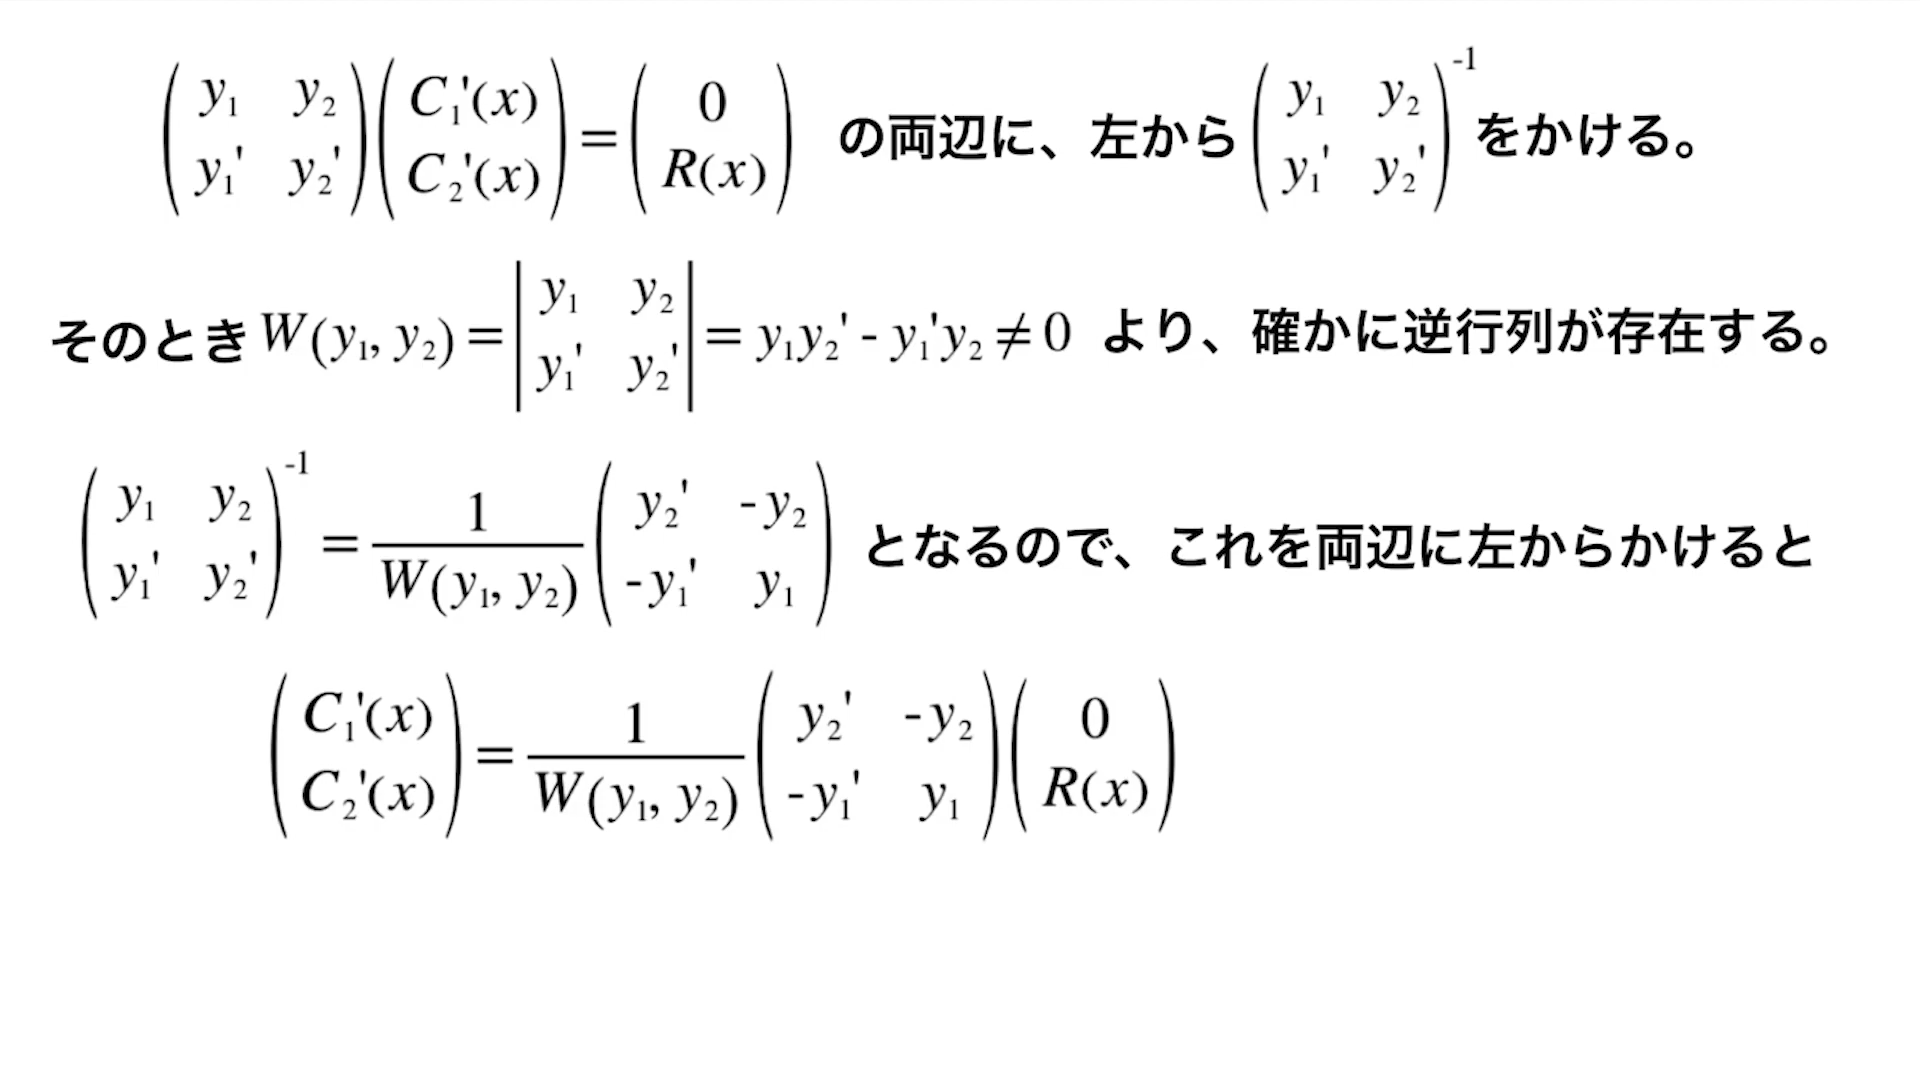 ( y₁ y₂ ; y₁' y₂' ) ( C₁'(x) ; C₂'(x) ) = ( 0 ; R(x) ) の両辺に、左から ( y₁ y₂ ; y₁' y₂' )⁻¹ をかける。
そのとき W(y₁, y₂) = | y₁ y₂ ; y₁' y₂' | = y₁y₂' - y₁'y₂ ≠ 0 より、確かに逆行列が存在する。
( y₁ y₂ ; y₁' y₂' )⁻¹ = 1 / W(y₁, y₂) ( y₂' -y₂ ; -y₁' y₁ ) となるので、これを両辺に左からかけると
( C₁'(x) ; C₂'(x) ) = 1 / W(y₁, y₂) ( y₂' -y₂ ; -y₁' y₁ ) ( 0 ; R(x) )